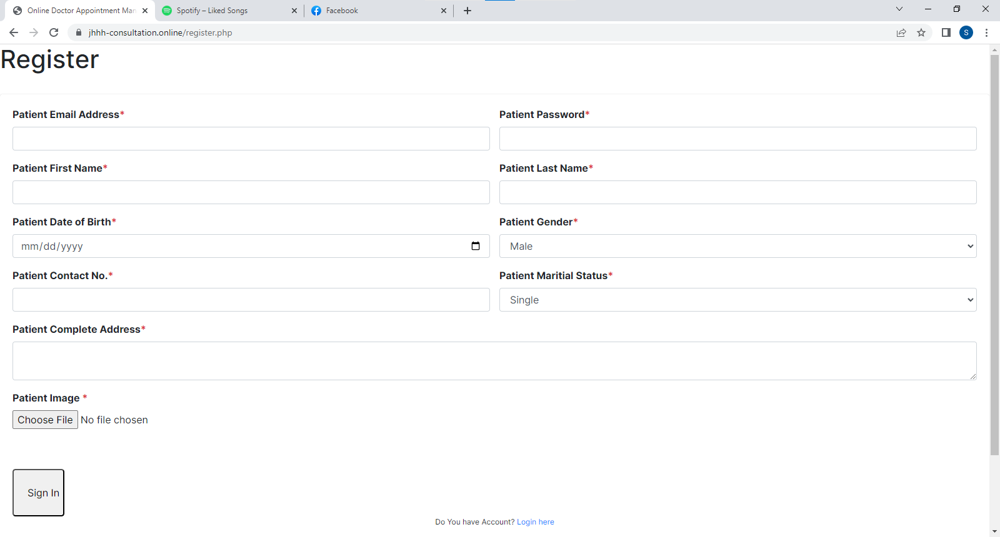 Online Doctor Appointment Man
Spotify – Liked Songs
Facebook
jhhh-consultation.online/register.php
S
Register
Patient Email Address*
Patient Password*
Patient First Name*
Patient Last Name*
Patient Date of Birth*
Patient Gender*
mm/dd/yyyy
Male
Patient Contact No.*
Patient Maritial Status*
Single
Patient Complete Address*
Patient Image *
Choose File No file chosen
Sign In
Do You have Account? Login here